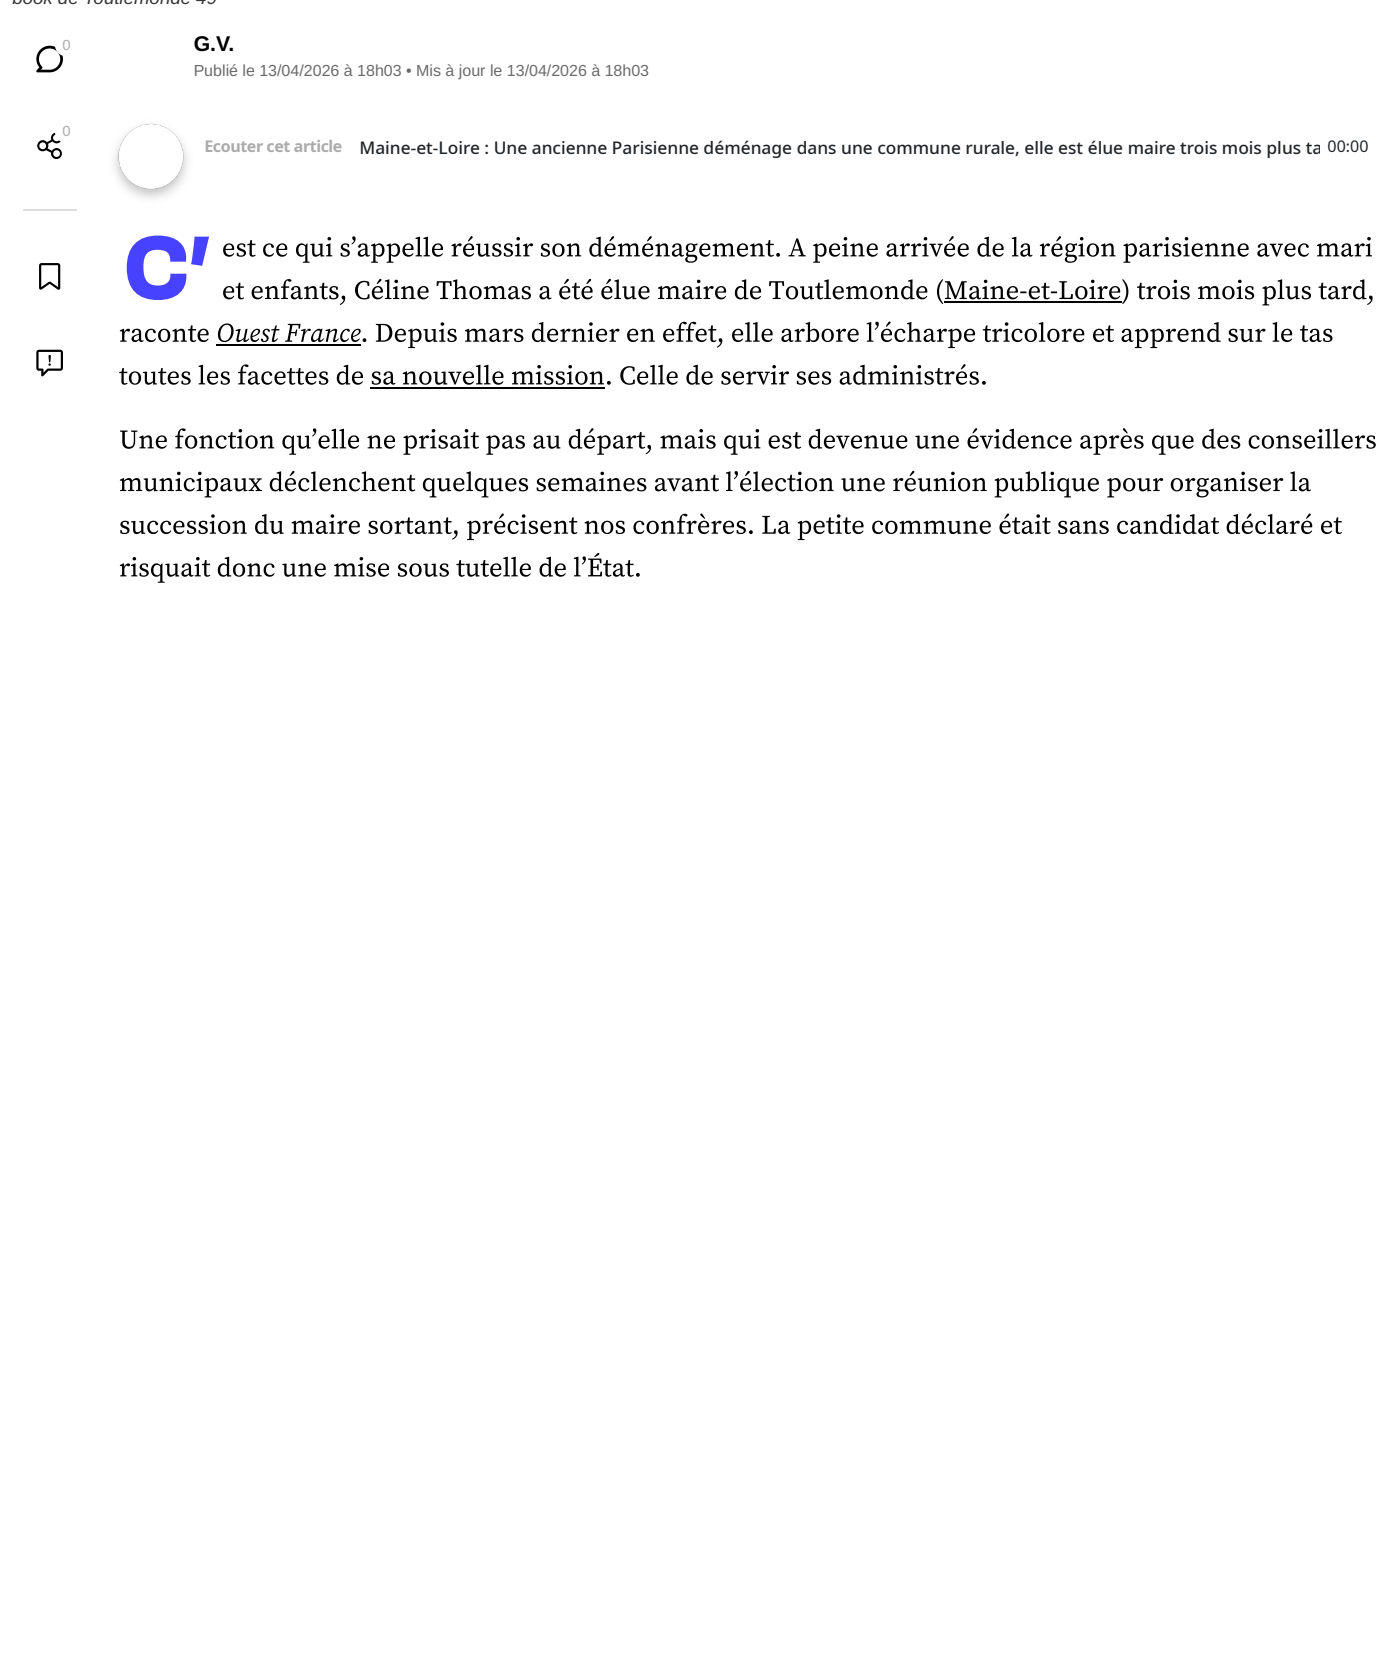 book de Toutlemonde 49
0
G.V.
Publié le 13/04/2026 à 18h03 • Mis à jour le 13/04/2026 à 18h03
0
Ecouter cet article Maine-et-Loire : Une ancienne Parisienne déménage dans une commune rurale, elle est élue maire trois mois plus ta 00:00
C'est ce qui s’appelle réussir son déménagement. A peine arrivée de la région parisienne avec mari
et enfants, Céline Thomas a été élue maire de Toutlemonde (Maine-et-Loire) trois mois plus tard,
raconte Ouest France. Depuis mars dernier en effet, elle arbore l’écharpe tricolore et apprend sur le tas
toutes les facettes de sa nouvelle mission. Celle de servir ses administrés.
Une fonction qu’elle ne prisait pas au départ, mais qui est devenue une évidence après que des conseillers
municipaux déclenchent quelques semaines avant l’élection une réunion publique pour organiser la
succession du maire sortant, précisent nos confrères. La petite commune était sans candidat déclaré et
risquait donc une mise sous tutelle de l’État.